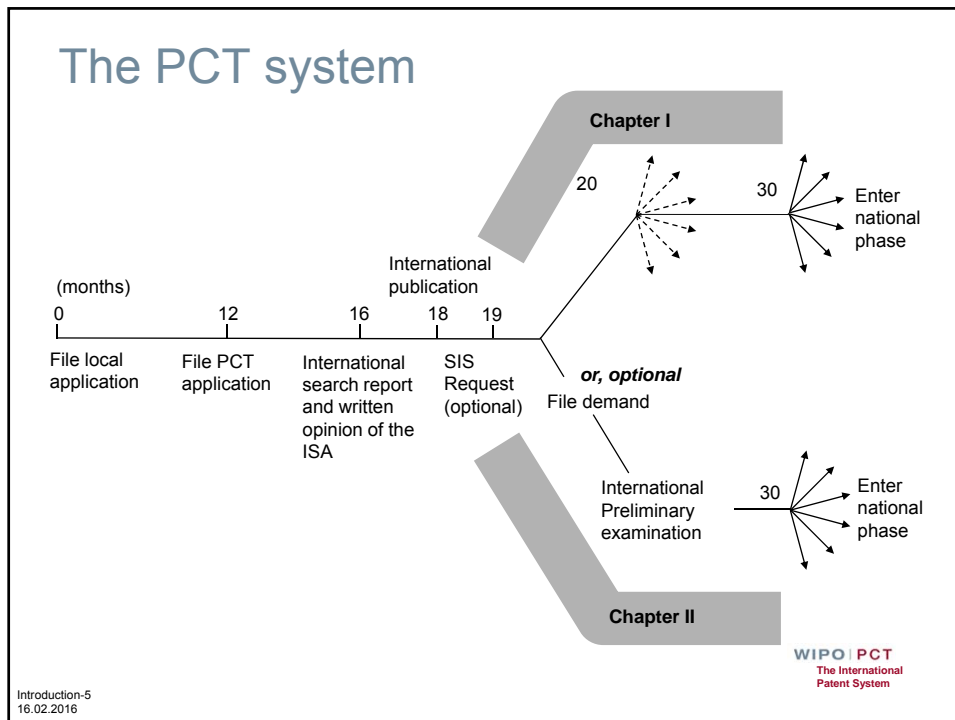 The PCT system
Chapter I
20
30
Enter
national
phase
International
publication
(months)
0
12
16
18
19
File local
application
File PCT
application
International
search report
and written
opinion of the
ISA
SIS
Request
(optional)
or, optional
File demand
International
Preliminary
examination
30
Enter
national
phase
Chapter II
WIPO|PCT
The International
Patent System
Introduction-5
16.02.2016